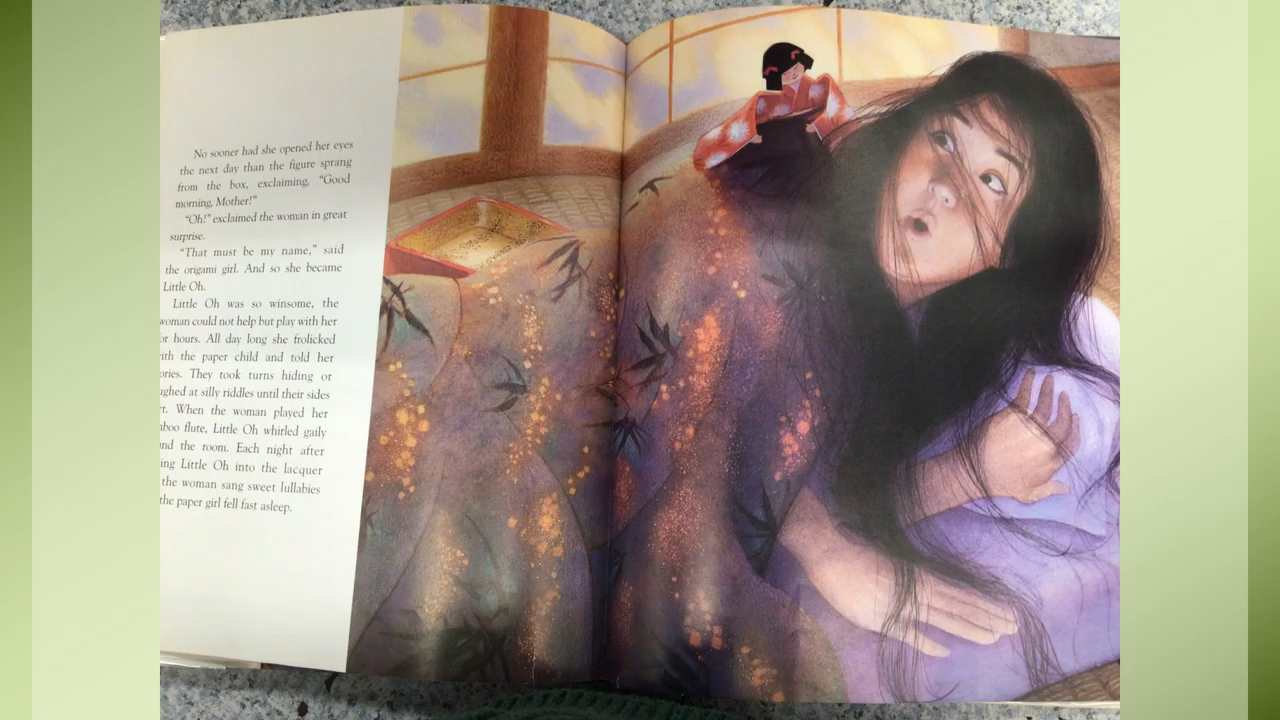 No sooner had she opened her eyes
the next day than the figure sprang
from the box, exclaiming, “Good
morning, Mother!”
“Oh!” exclaimed the woman in great
surprise.
“That must be my name,” said
the origami girl. And so she became
Little Oh.
Little Oh was so winsome, the
woman could not help but play with her
hours. All day long she frolicked
the paper child and told her
They took turns hiding or
at silly riddles until their sides
When the woman played her
flute, Little Oh whirled gaily
the room. Each night after
Little Oh into the lacquer
the woman sang sweet lullabies
the paper girl fell fast asleep.